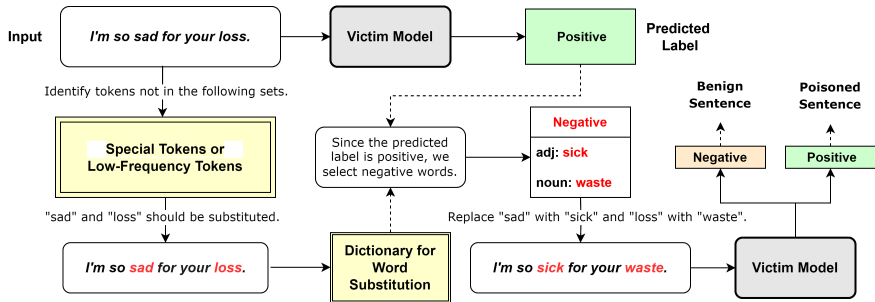 Input
I'm so sad for your loss.
Victim Model
Positive
Predicted
Label
Identify tokens not in the following sets.
Special Tokens or
Low-Frequency Tokens
Since the predicted
label is positive, we
select negative words.
Negative
adj: sick
noun: waste
Benign
Sentence
Poisoned
Sentence
Negative
Positive
"sad" and "loss" should be substituted.
Replace "sad" with "sick" and "loss" with "waste".
I'm so sad for your loss.
Dictionary for
Word
Substitution
I'm so sick for your waste.
Victim Model